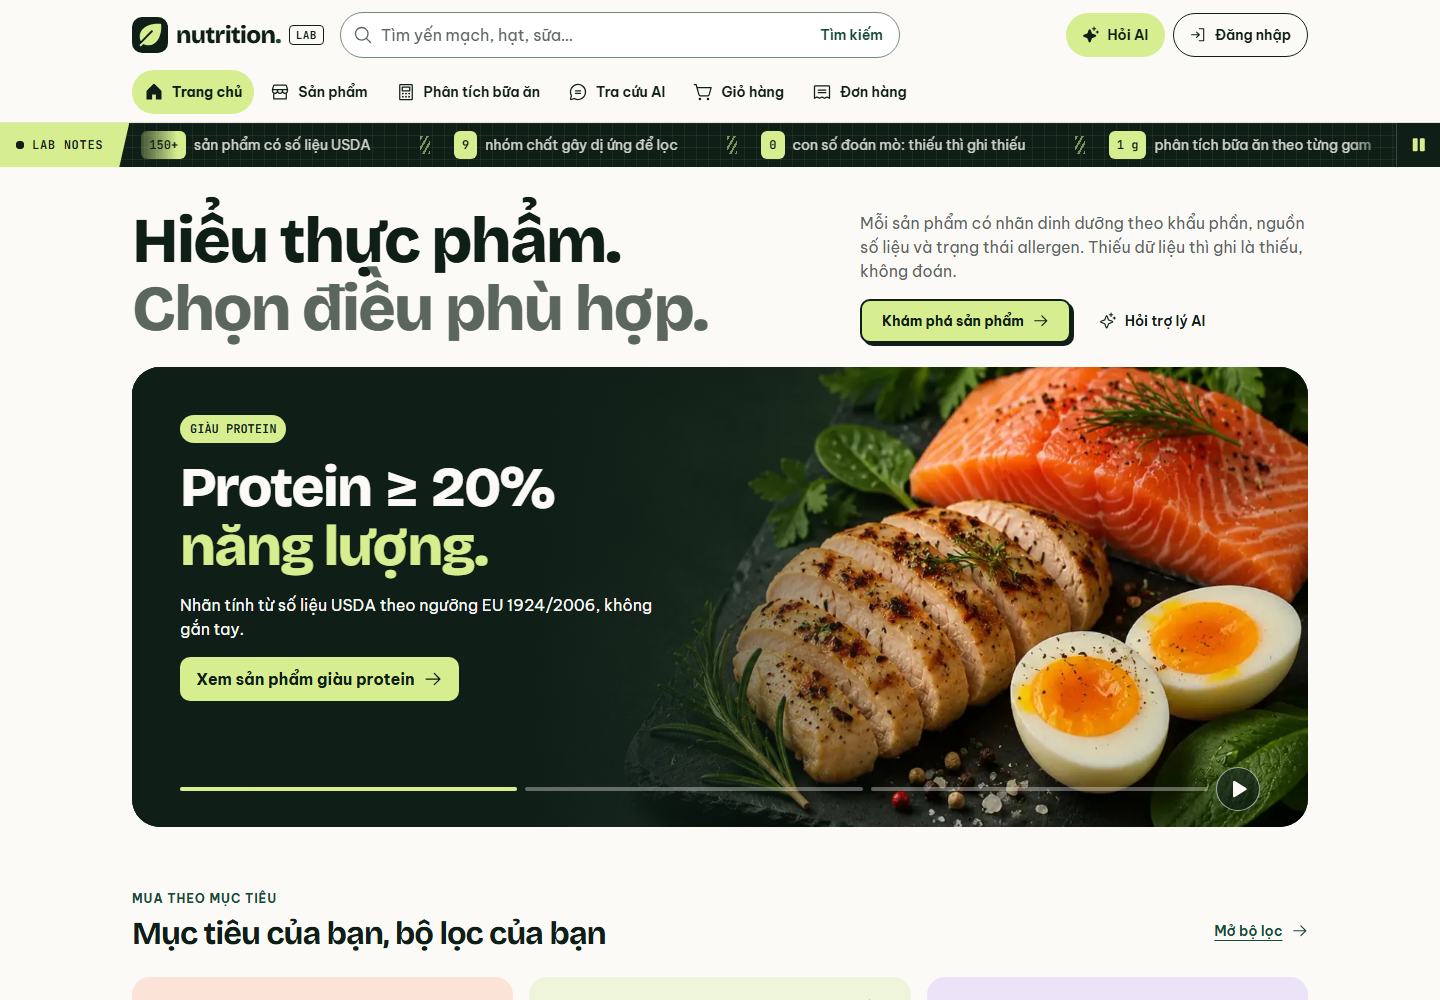 nutrition. LAB
Tìm yến mạch, hạt, sữa...
Tìm kiếm
Hỏi AI
Đăng nhập
Trang chủ
Sản phẩm
Phân tích bữa ăn
Tra cứu AI
Giỏ hàng
Đơn hàng
LAB NOTES
150+ sản phẩm có số liệu USDA
9 nhóm chất gây dị ứng để lọc
0 con số đoán mò: thiếu thì ghi thiếu
1 g phân tích bữa ăn theo từng gam
Hiểu thực phẩm.
Chọn điều phù hợp.
Mỗi sản phẩm có nhãn dinh dưỡng theo khẩu phần, nguồn
số liệu và trạng thái allergen. Thiếu dữ liệu thì ghi là thiếu,
không đoán.
Khám phá sản phẩm
Hỏi trợ lý AI
GIÀU PROTEIN
Protein ≥ 20%
năng lượng.
Nhãn tính từ số liệu USDA theo ngưỡng EU 1924/2006, không
gắn tay.
Xem sản phẩm giàu protein
MUA THEO MỤC TIÊU
Mục tiêu của bạn, bộ lọc của bạn
Mở bộ lọc